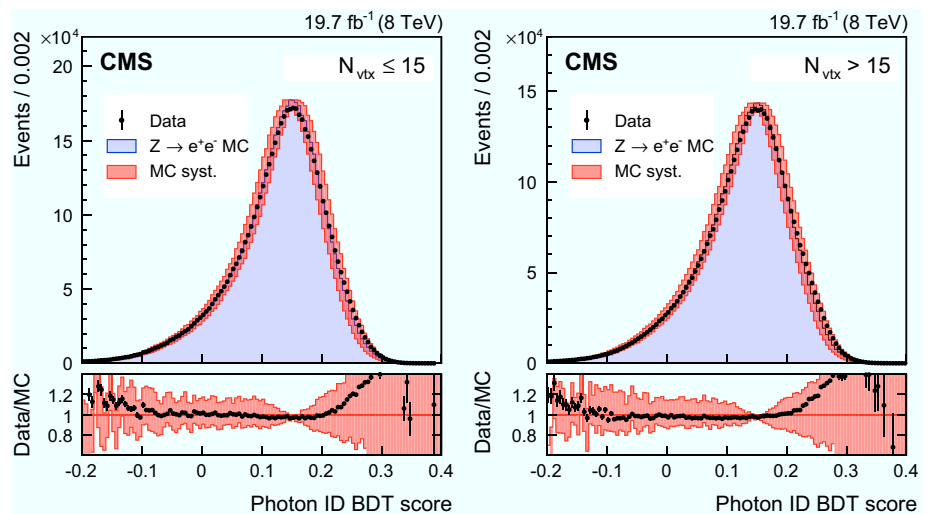 19.7 fb⁻¹ (8 TeV)
×10⁴
CMS
N_vtx ≤ 15
Data
Z → e⁺e⁻ MC
MC syst.
Events / 0.002
20
15
10
5
0
Data/MC
1.2
1
0.8
-0.2 -0.1 0 0.1 0.2 0.3 0.4
Photon ID BDT score
19.7 fb⁻¹ (8 TeV)
×10⁴
CMS
N_vtx > 15
Data
Z → e⁺e⁻ MC
MC syst.
Events / 0.002
15
10
5
0
Data/MC
1.2
1
0.8
-0.2 -0.1 0 0.1 0.2 0.3 0.4
Photon ID BDT score